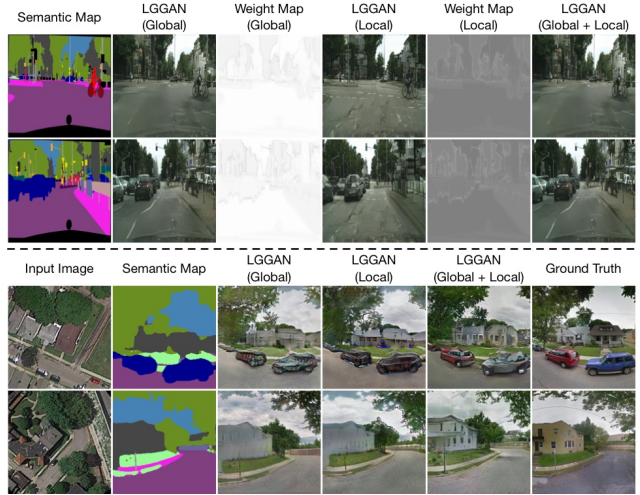 Semantic Map
LGGAN
(Global)
Weight Map
(Global)
LGGAN
(Local)
Weight Map
(Local)
LGGAN
(Global + Local)
Input Image
Semantic Map
LGGAN
(Global)
LGGAN
(Local)
LGGAN
(Global + Local)
Ground Truth